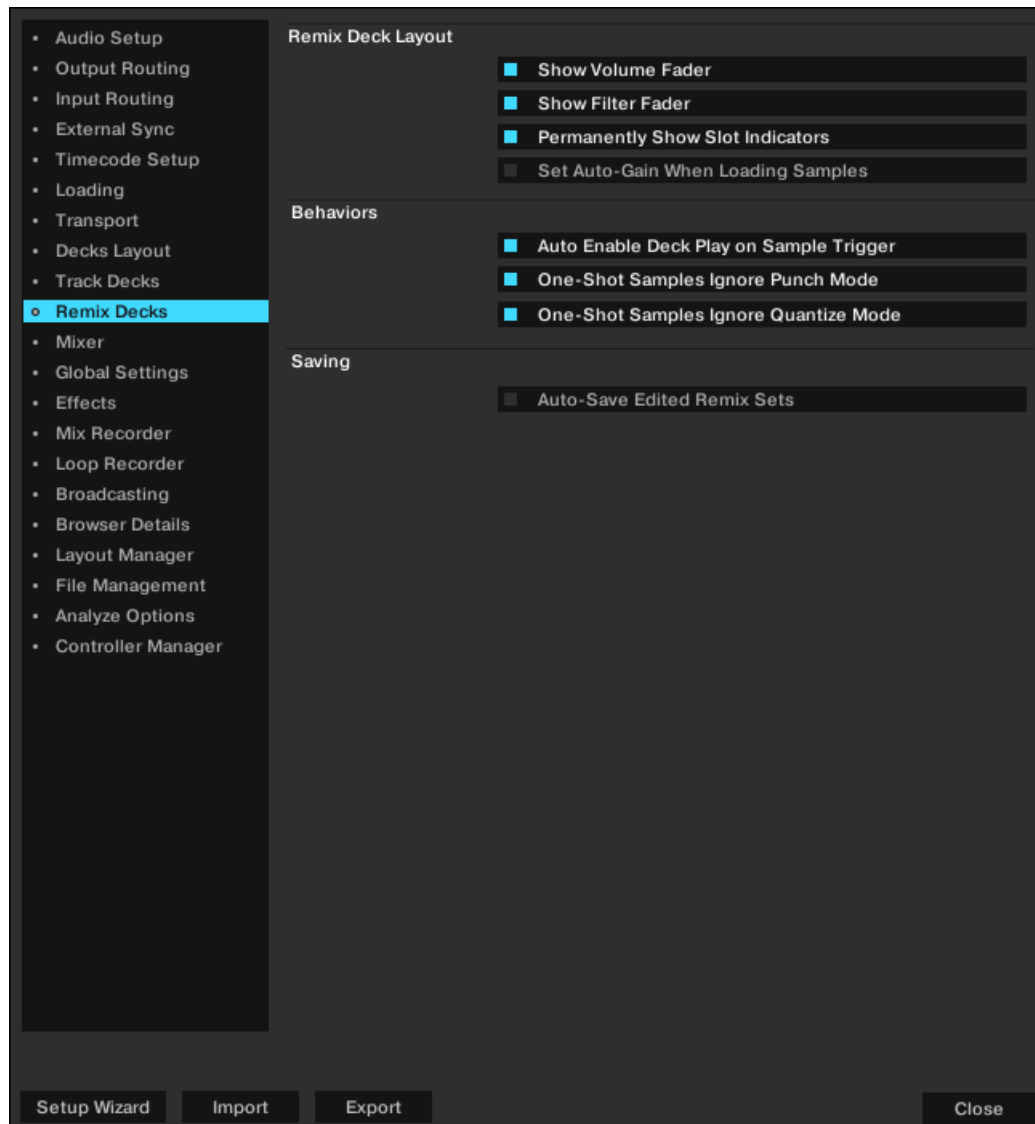 Audio Setup
Output Routing
Input Routing
External Sync
Timecode Setup
Loading
Transport
Decks Layout
Track Decks
Remix Decks
Mixer
Global Settings
Effects
Mix Recorder
Loop Recorder
Broadcasting
Browser Details
Layout Manager
File Management
Analyze Options
Controller Manager
Remix Deck Layout
Show Volume Fader
Show Filter Fader
Permanently Show Slot Indicators
Set Auto-Gain When Loading Samples
Behaviors
Auto Enable Deck Play on Sample Trigger
One-Shot Samples Ignore Punch Mode
One-Shot Samples Ignore Quantize Mode
Saving
Auto-Save Edited Remix Sets
Setup Wizard
Import
Export
Close